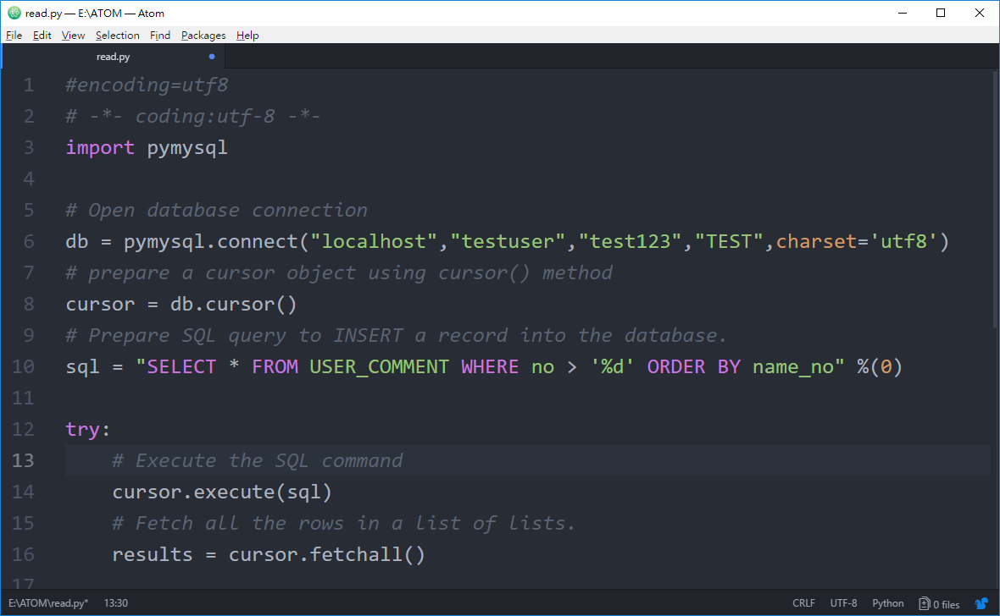 read.py — E:\ATOM — Atom
File Edit View Selection Find Packages Help
read.py
1 #encoding=utf8
2 # -*- coding:utf-8 -*-
3 import pymysql
4
5 # Open database connection
6 db = pymysql.connect("localhost","testuser","test123","TEST",charset='utf8')
7 # prepare a cursor object using cursor() method
8 cursor = db.cursor()
9 # Prepare SQL query to INSERT a record into the database.
10 sql = "SELECT * FROM USER_COMMENT WHERE no > '%d' ORDER BY name_no" %(0)
11
12 try:
13     # Execute the SQL command
14     cursor.execute(sql)
15     # Fetch all the rows in a list of lists.
16     results = cursor.fetchall()
17
E:\ATOM\read.py* 13:30 CRLF UTF-8 Python 0 files